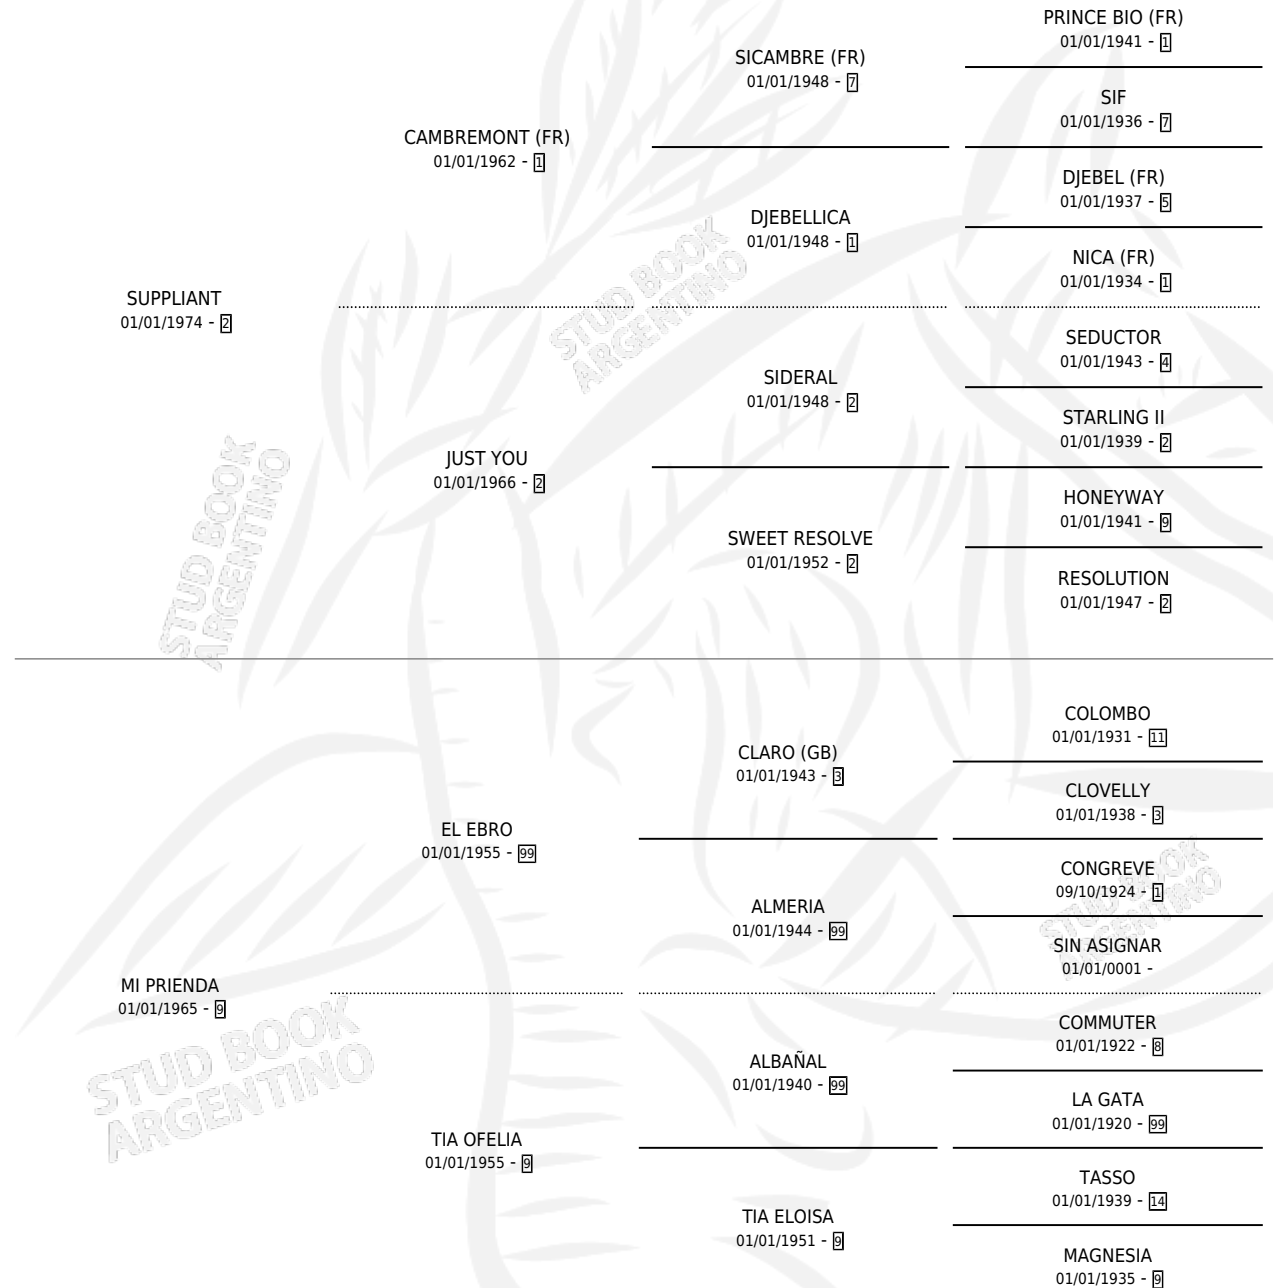 PRINCE BIO (FR)
01/01/1941 - 1
SICAMBRE (FR)
01/01/1948 - 7
SIF
01/01/1936 - 7
CAMBREMONT (FR)
01/01/1962 - 1
DJEBEL (FR)
01/01/1937 - 5
DJEBELLICA
01/01/1948 - 1
NICA (FR)
01/01/1934 - 1
SUPPLIANT
01/01/1974 - 2
SEDUCTOR
01/01/1943 - 4
SIDERAL
01/01/1948 - 2
STARLING II
01/01/1939 - 2
JUST YOU
01/01/1966 - 2
HONEYWAY
01/01/1941 - 9
SWEET RESOLVE
01/01/1952 - 2
RESOLUTION
01/01/1947 - 2
COLOMBO
01/01/1931 - 11
CLARO (GB)
01/01/1943 - 3
CLOVELLY
01/01/1938 - 3
EL EBRO
01/01/1955 - 99
CONGREVE
09/10/1924 - 1
ALMERIA
01/01/1944 - 99
SIN ASIGNAR
01/01/0001 -
MI PRIENDA
01/01/1965 - 9
COMMUTER
01/01/1922 - 8
ALBAÑAL
01/01/1940 - 99
LA GATA
01/01/1920 - 99
TIA OFELIA
01/01/1955 - 9
TASSO
01/01/1939 - 14
TIA ELOISA
01/01/1951 - 9
MAGNESIA
01/01/1935 - 9
STUD BOOK
ARGENTINO
STUD BOOK
ARGENTINO
STUD BOOK
ARGENTINO
STUD BOOK
ARGENTINO